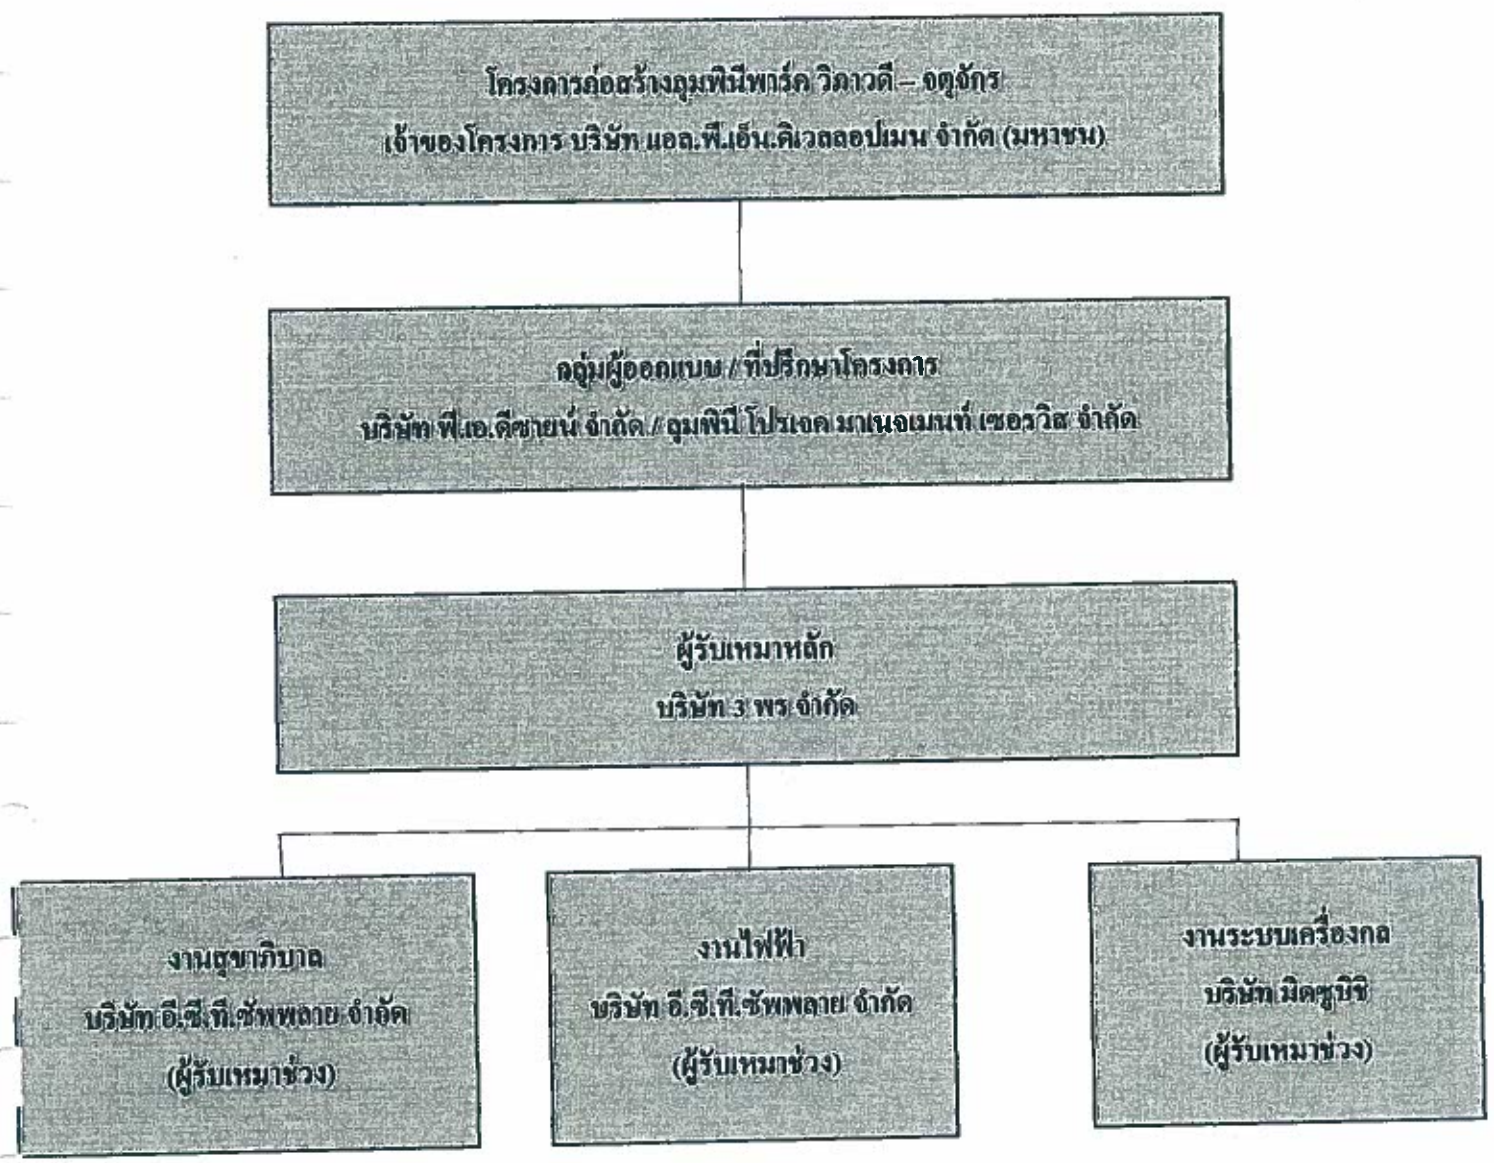 โครงการก่อสร้างลุมพินีพาร์ค วิภาวดี – จตุจักร
เจ้าของโครงการ บริษัท แอล.พี.เอ็น.ดิเวลลอปเมน จำกัด (มหาชน)
กลุ่มผู้ออกแบบ / ที่ปรึกษาโครงการ
บริษัท พี.เอ.ดีซายน์ จำกัด / ลุมพินี โปรเจค มาเนจเมนท์ เซอรวิส จำกัด
ผู้รับเหมาหลัก
บริษัท 3 พร จำกัด
งานสุขาภิบาล
บริษัท อี.ซี.ที.ซัพพลาย จำกัด
(ผู้รับเหมาช่วง)
งานไฟฟ้า
บริษัท อี.ซี.ที.ซัพพลาย จำกัด
(ผู้รับเหมาช่วง)
งานระบบเครื่องกล
บริษัท มิตซูบิชิ
(ผู้รับเหมาช่วง)